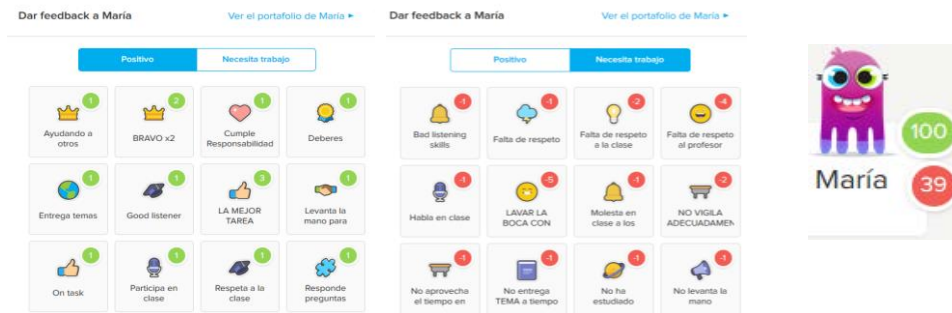 Dar feedback a María
Ver el portafolio de María ►
Positivo
Necesita trabajo
1
Ayudando a
otros
2
BRAVO x2
1
Cumple
Responsabilidad
1
Deberes
1
Entrega temas
1
Good listener
3
LA MEJOR
TAREA
1
Levanta la
mano para
1
On task
1
Participa en
clase
1
Respeta a la
clase
1
Responde
preguntas
Dar feedback a María
Ver el portafolio de María ►
Positivo
Necesita trabajo
-1
Bad listening
skills
-1
Falta de respeto
-2
Falta de respeto
a la clase
-4
Falta de respeto
al profesor
-1
Habla en clase
-5
LAVAR LA
BOCA CON
-1
Molesta en
clase a los
-2
NO VIGILA
ADECUADAMEN
-1
No aprovecha
el tiempo en
-1
No entrega
TEMA a tiempo
-1
No ha
estudiado
-1
No levanta la
mano
100
María
39